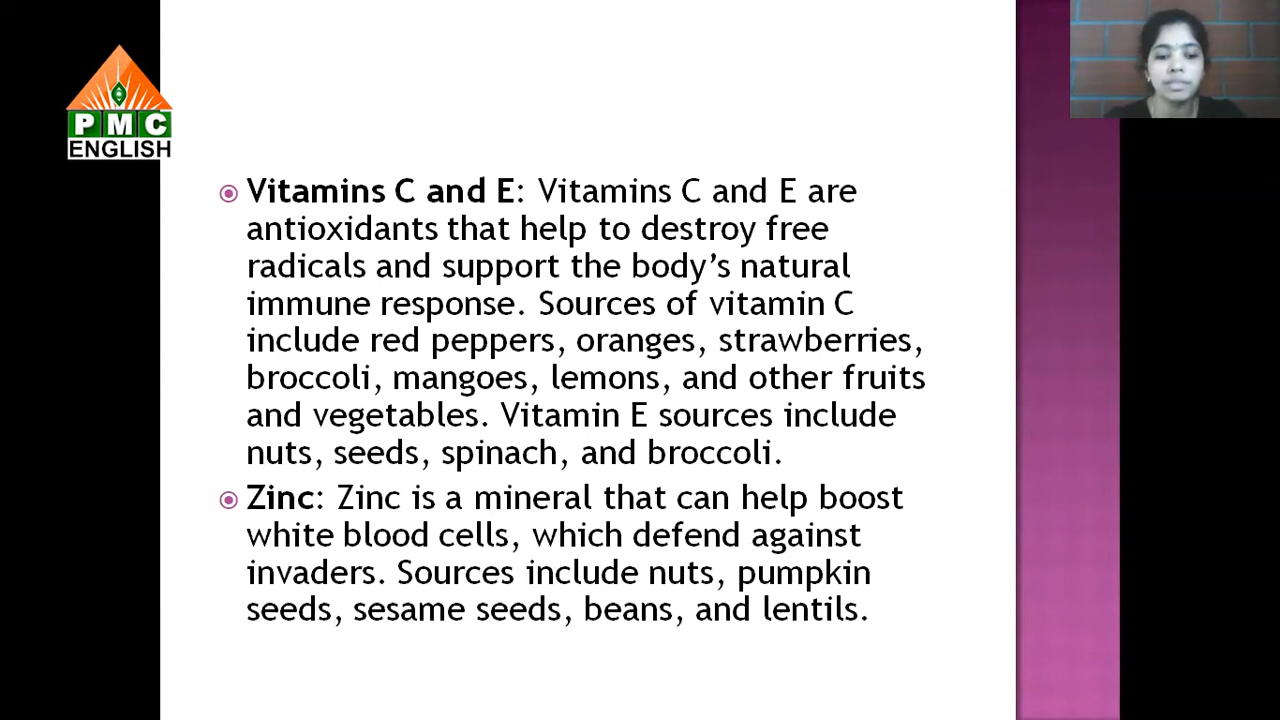 PMC
ENGLISH
Vitamins C and E: Vitamins C and E are
antioxidants that help to destroy free
radicals and support the body’s natural
immune response. Sources of vitamin C
include red peppers, oranges, strawberries,
broccoli, mangoes, lemons, and other fruits
and vegetables. Vitamin E sources include
nuts, seeds, spinach, and broccoli.
Zinc: Zinc is a mineral that can help boost
white blood cells, which defend against
invaders. Sources include nuts, pumpkin
seeds, sesame seeds, beans, and lentils.